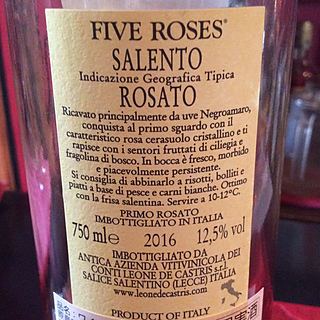 FIVE ROSES®
SALENTO
Indicazione Geografica Tipica
ROSATO
Ricavato principalmente da uve Negroamaro,
conquista al primo sguardo con il
caratteristico rosa cerasuolo cristallino e ti
rapisce con i sentori fruttati di ciliegia e
fragolina di bosco. In bocca è fresco, morbido
e piacevolmente persistente.
Si consiglia di abbinarlo a risotti, bolliti e
piatti a base di pesce e carni bianche. Ottimo
con la frisa salentina. Servire a 10-12°C.
PRIMO ROSATO
IMBOTTIGLIATO IN ITALIA
750 ml℮ 2016 12,5% vol
IMBOTTIGLIATO DA
ANTICA AZIENDA VITIVINICOLA DEI
CONTI LEONE DE CASTRIS srl
SALICE SALENTINO (LECCE) ITALIA
www.leonedecastris.com
PRODUCT OF ITALY